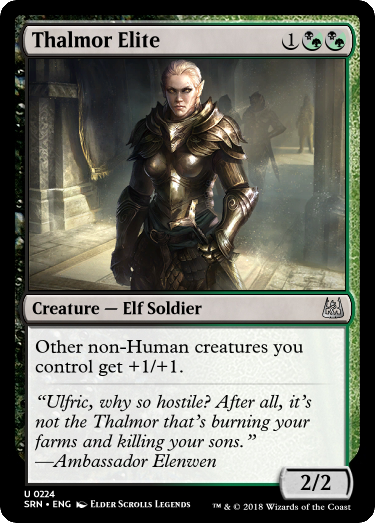 Thalmor Elite 1
Creature — Elf Soldier
Other non-Human creatures you
control get +1/+1.
“Ulfric, why so hostile? After all, it’s
not the Thalmor that’s burning your
farms and killing your sons.”
—Ambassador Elenwen
2/2
U 0224
SRN • ENG Elder Scrolls Legends
™ & © 2018 Wizards of the Coast